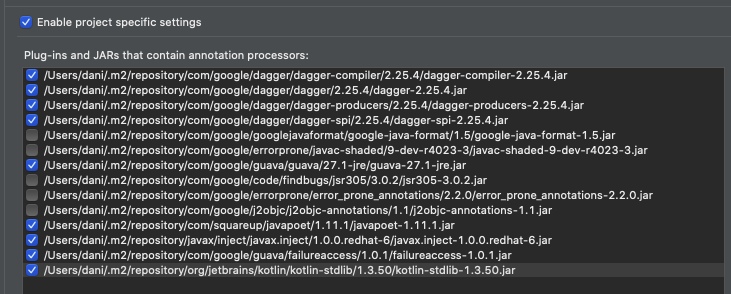 Enable project specific settings
Plug-ins and JARs that contain annotation processors:
/Users/dani/.m2/repository/com/google/dagger/dagger-compiler/2.25.4/dagger-compiler-2.25.4.jar
/Users/dani/.m2/repository/com/google/dagger/dagger/2.25.4/dagger-2.25.4.jar
/Users/dani/.m2/repository/com/google/dagger/dagger-producers/2.25.4/dagger-producers-2.25.4.jar
/Users/dani/.m2/repository/com/google/dagger/dagger-spi/2.25.4/dagger-spi-2.25.4.jar
/Users/dani/.m2/repository/com/google/googlejavaformat/google-java-format/1.5/google-java-format-1.5.jar
/Users/dani/.m2/repository/com/google/errorprone/javac-shaded/9-dev-r4023-3/javac-shaded-9-dev-r4023-3.jar
/Users/dani/.m2/repository/com/google/guava/guava/27.1-jre/guava-27.1-jre.jar
/Users/dani/.m2/repository/com/google/code/findbugs/jsr305/3.0.2/jsr305-3.0.2.jar
/Users/dani/.m2/repository/com/google/errorprone/error_prone_annotations/2.2.0/error_prone_annotations-2.2.0.jar
/Users/dani/.m2/repository/com/google/j2objc/j2objc-annotations/1.1/j2objc-annotations-1.1.jar
/Users/dani/.m2/repository/com/squareup/javapoet/1.11.1/javapoet-1.11.1.jar
/Users/dani/.m2/repository/javax/inject/javax.inject/1.0.0.redhat-6/javax.inject-1.0.0.redhat-6.jar
/Users/dani/.m2/repository/com/google/guava/failureaccess/1.0.1/failureaccess-1.0.1.jar
/Users/dani/.m2/repository/org/jetbrains/kotlin/kotlin-stdlib/1.3.50/kotlin-stdlib-1.3.50.jar